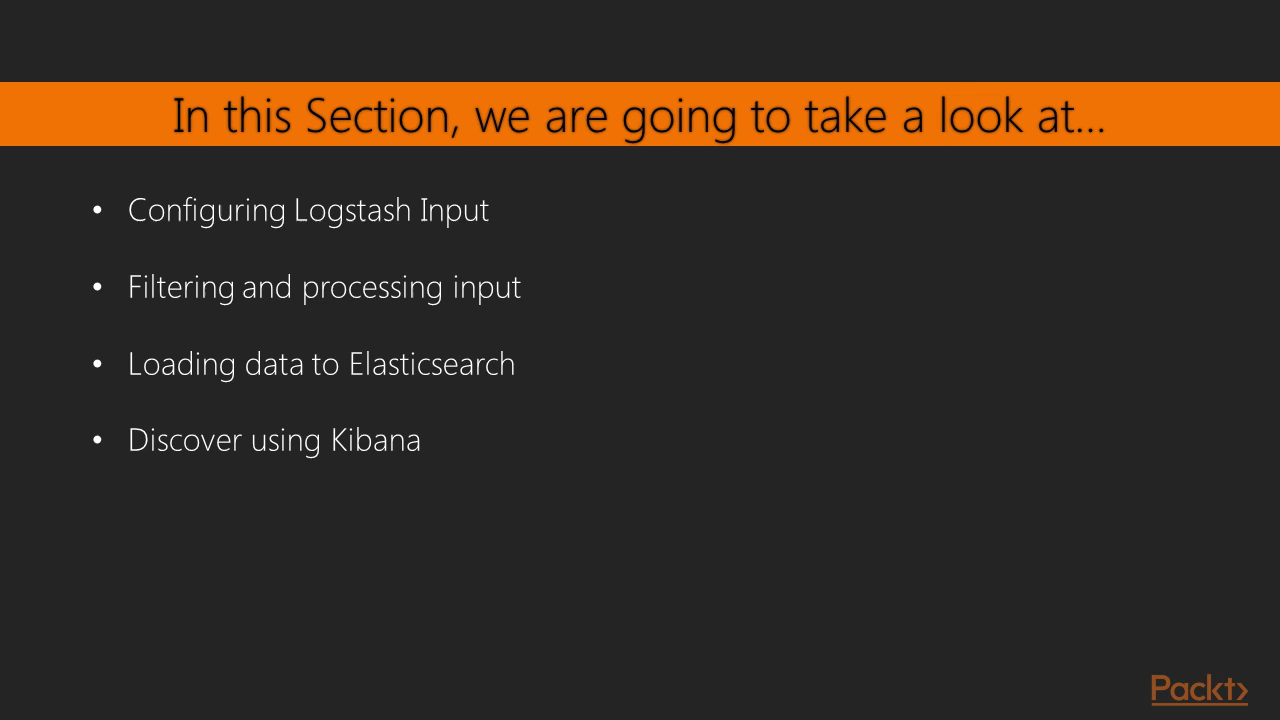 In this Section, we are going to take a look at...
• Configuring Logstash Input
• Filtering and processing input
• Loading data to Elasticsearch
• Discover using Kibana
Packt>